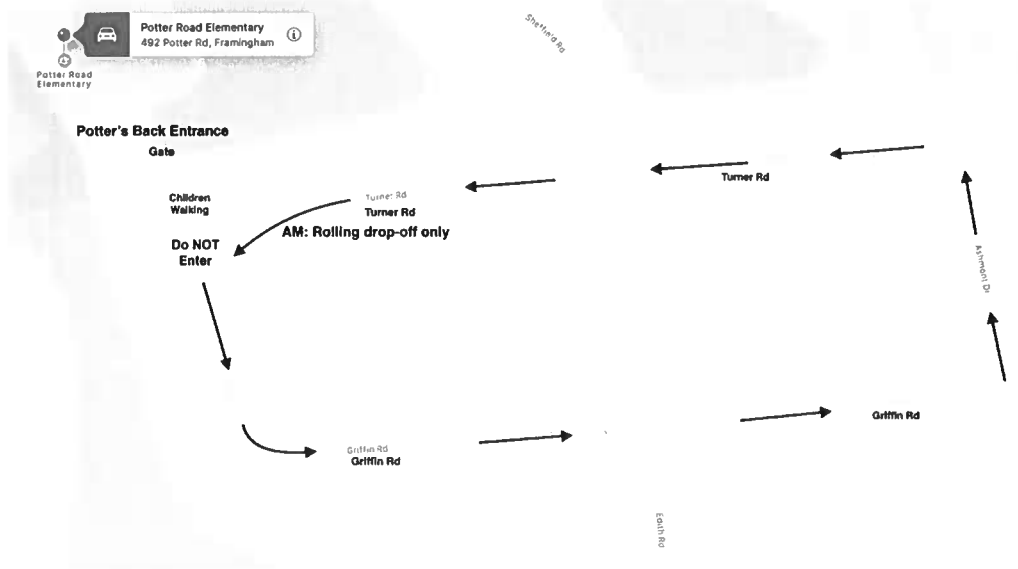 Potter Road Elementary
492 Potter Rd, Framingham
Potter Road
Elementary
Sheffield Rd
Potter's Back Entrance
Gate
Children
Walking
Do NOT
Enter
Turner Rd
Turner Rd
AM: Rolling drop-off only
Turner Rd
Ashmont Dr
Griffin Rd
Griffin Rd
Griffin Rd
Edith Rd